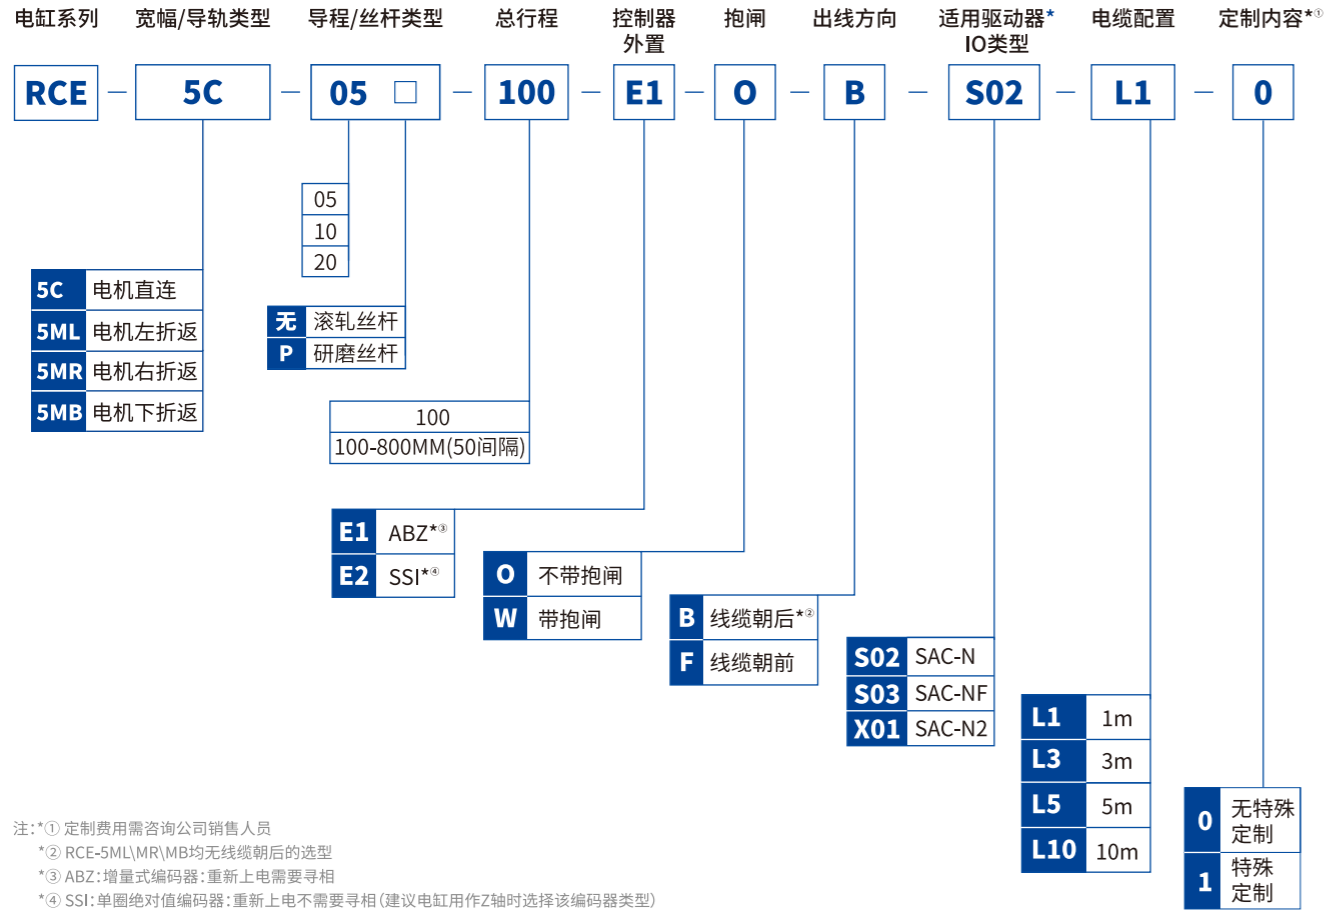 电缸系列 宽幅/导轨类型 导程/丝杆类型 总行程 控制器 抱闸 出线方向 适用驱动器* 电缆配置 定制内容*①
外置 IO类型
RCE – 5C – 05 □ – 100 – E1 – O – B – S02 – L1 – 0
05
10
20
5C 电机直连
5ML 电机左折返
5MR 电机右折返
5MB 电机下折返
无 滚轧丝杆
P 研磨丝杆
100
100-800MM(50间隔)
E1 ABZ*③
E2 SSI*④
O 不带抱闸
W 带抱闸
B 线缆朝后*②
F 线缆朝前
S02 SAC-N
S03 SAC-NF
X01 SAC-N2
L1 1m
L3 3m
L5 5m
L10 10m
0 无特殊
定制
1 特殊
定制
注:*① 定制费用需咨询公司销售人员
*② RCE-5ML\MR\MB均无线缆朝后的选型
*③ ABZ:增量式编码器:重新上电需要寻相
*④ SSI:单圈绝对值编码器:重新上电不需要寻相(建议电缸用作Z轴时选择该编码器类型)